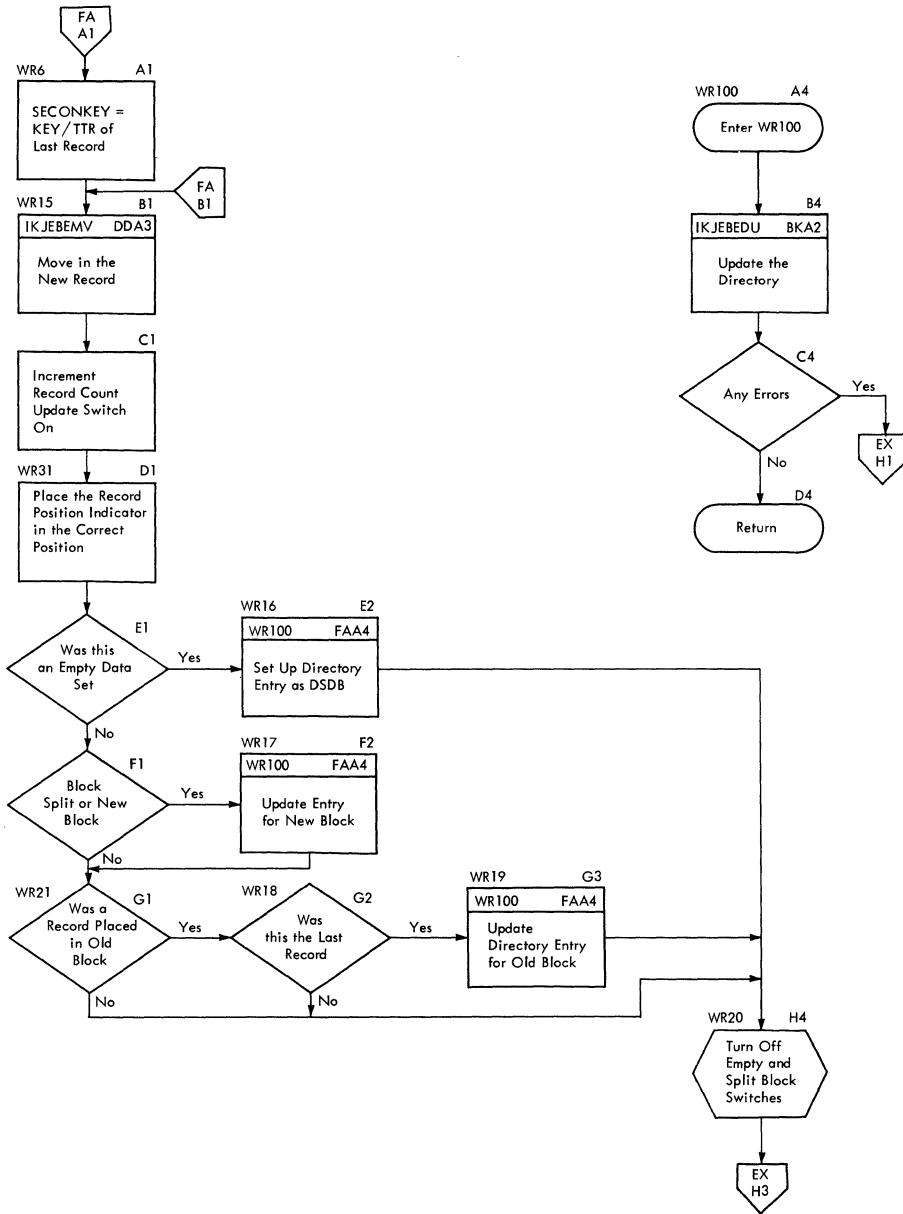 FA
A1
WR6 A1
SECONKEY =
KEY/TTR of
Last Record
FA
B1
WR15 B1
IKJEBEMV DDA3
Move in the
New Record
C1
Increment
Record Count
Update Switch
On
WR31 D1
Place the Record
Position Indicator
in the Correct
Position
E1
Was this
an Empty Data
Set
Yes
No
WR16 E2
WR100 FAA4
Set Up Directory
Entry as DSDB
F1
Block
Split or New
Block
Yes
No
WR17 F2
WR100 FAA4
Update Entry
for New Block
WR21 G1
Was a
Record Placed
in Old
Block
Yes
No
WR18 G2
Was
this the Last
Record
Yes
No
WR19 G3
WR100 FAA4
Update
Directory Entry
for Old Block
WR20 H4
Turn Off
Empty and
Split Block
Switches
EX
H3
WR100 A4
Enter WR100
B4
IKJEBEDU BKA2
Update the
Directory
C4
Any Errors
Yes
EX
H1
No
D4
Return